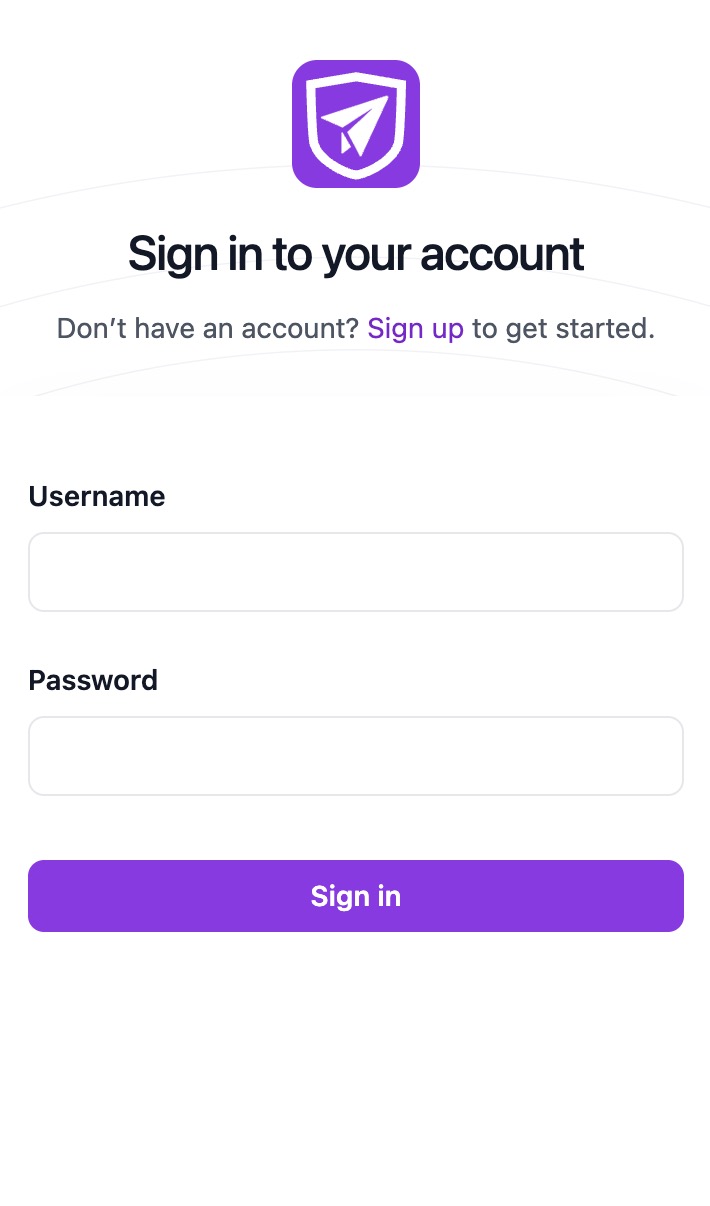 Sign in to your account
Don’t have an account? Sign up to get started.
Username
Password
Sign in